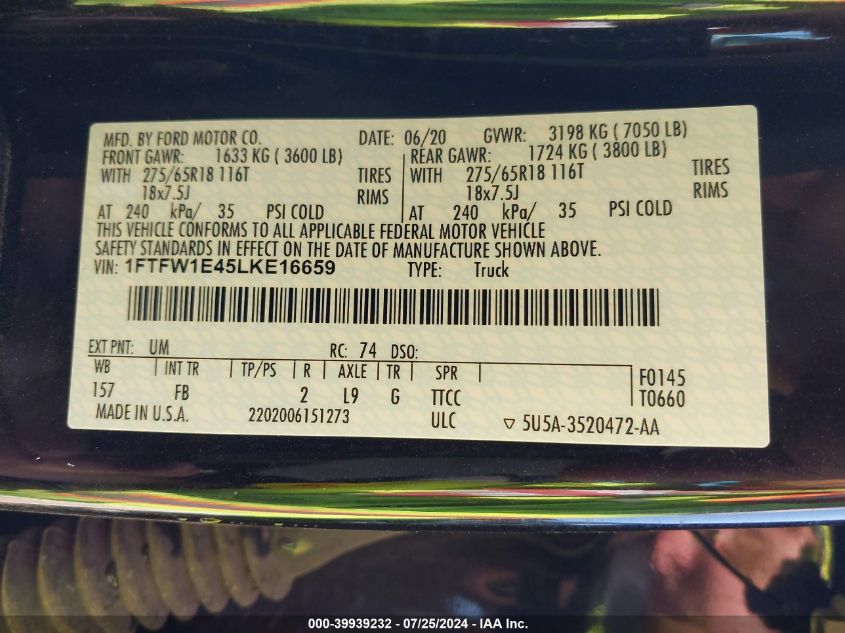 MFD. BY FORD MOTOR CO. DATE: 06/20 GVWR: 3198 KG ( 7050 LB)
FRONT GAWR: 1633 KG ( 3600 LB) REAR GAWR: 1724 KG ( 3800 LB)
WITH 275/65R18 116T TIRES WITH 275/65R18 116T TIRES
18x7.5J RIMS 18x7.5J RIMS
AT 240 kPa/ 35 PSI COLD AT 240 kPa/ 35 PSI COLD
THIS VEHICLE CONFORMS TO ALL APPLICABLE FEDERAL MOTOR VEHICLE
SAFETY STANDARDS IN EFFECT ON THE DATE OF MANUFACTURE SHOWN ABOVE.
VIN: 1FTFW1E45LKE16659 TYPE: Truck
EXT PNT: UM RC: 74 DSO:
WB INT TR TP/PS R AXLE TR SPR F0145
157 FB 2 L9 G TTCC T0660
MADE IN U.S.A. 2202006151273 ULC ▽ 5U5A-3520472-AA
000-39939232 - 07/25/2024 - IAA Inc.